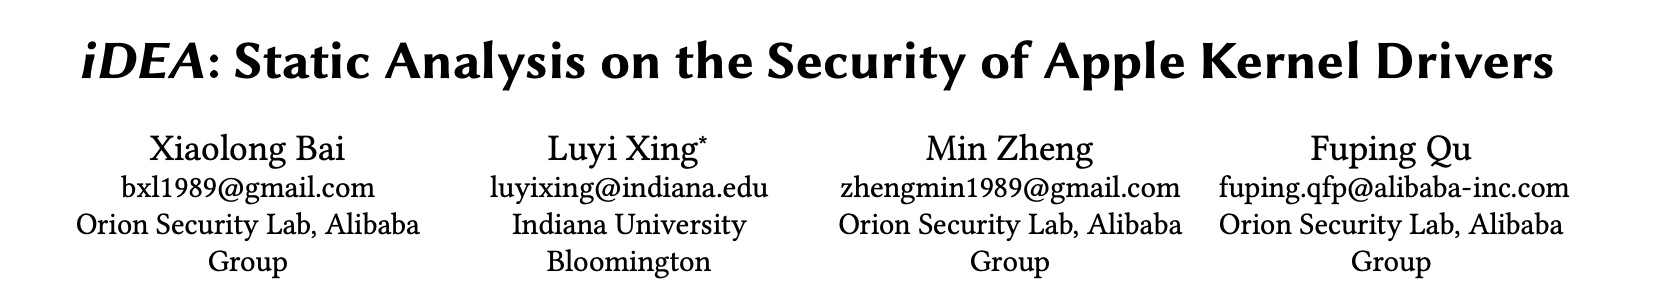 iDEA: Static Analysis on the Security of Apple Kernel Drivers
Xiaolong Bai
bxl1989@gmail.com
Orion Security Lab, Alibaba
Group
Luyi Xing*
luyixing@indiana.edu
Indiana University
Bloomington
Min Zheng
zhengmin1989@gmail.com
Orion Security Lab, Alibaba
Group
Fuping Qu
fuping.qfp@alibaba-inc.com
Orion Security Lab, Alibaba
Group